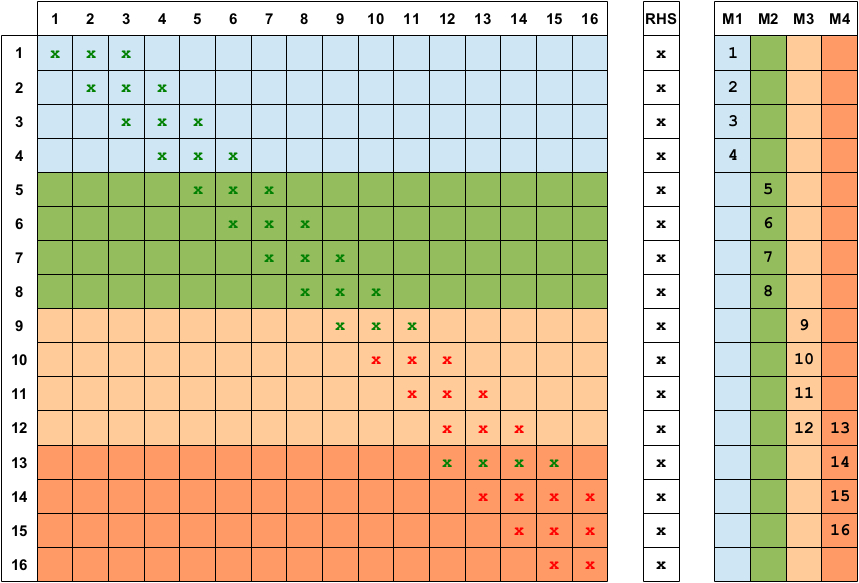 1 2 3 4 5 6 7 8 9 10 11 12 13 14 15 16 RHS M1 M2 M3 M4
1 x x x x 1
2 x x x x 2
3 x x x x 3
4 x x x x 4
5 x x x x 5
6 x x x x 6
7 x x x x 7
8 x x x x 8
9 x x x x 9
10 x x x x 10
11 x x x x 11
12 x x x x 12 13
13 x x x x x 14
14 x x x x x 15
15 x x x x 16
16 x x x